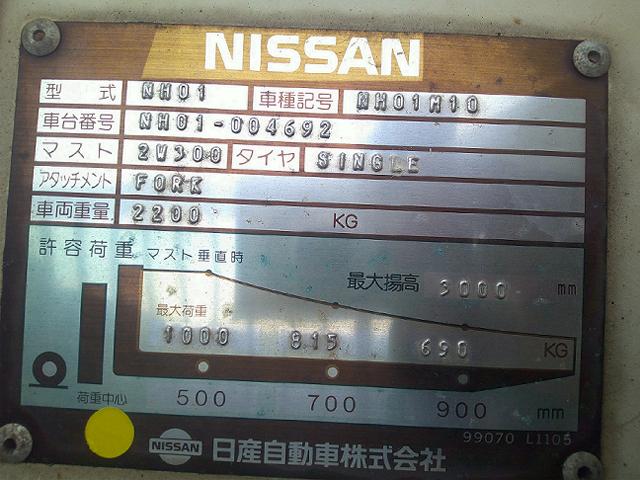 NISSAN
型式 NH01 車種記号 NH01M10
車台番号 NH01-004692
マスト 2W300 タイヤ SINGLE
アタッチメント FORK
車両重量 2200 KG
許容荷重 マスト垂直時
最大揚高 3000 mm
最大荷重
1000 815 690 KG
荷重中心 500 700 900 mm
99070 L1105
NISSAN 日産自動車株式会社